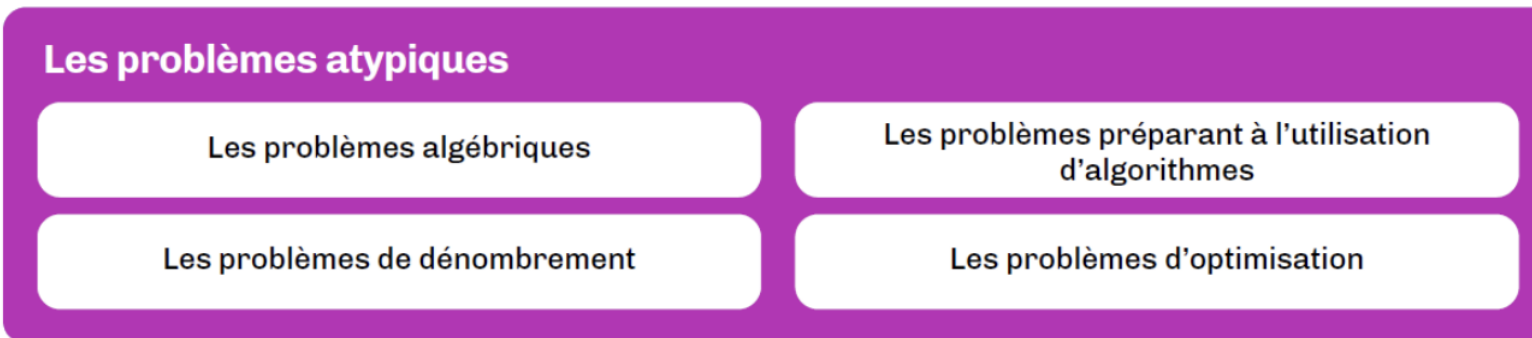 Les problèmes atypiques
Les problèmes algébriques
Les problèmes préparant à l’utilisation
d’algorithmes
Les problèmes de dénombrement
Les problèmes d’optimisation